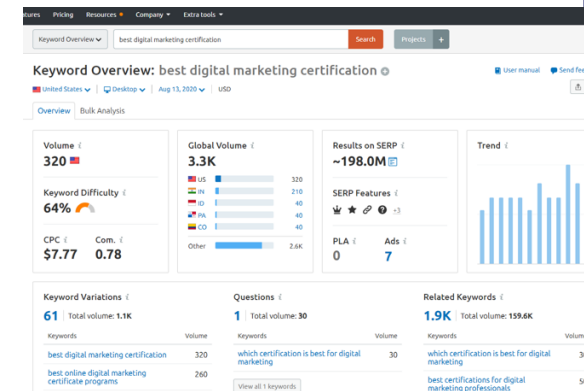 Pricing Resources Company Extra tools
Keyword Overview best digital marketing certification Search Projects +
Keyword Overview: best digital marketing certification
User manual
United States Desktop Aug 13, 2020 USD
Overview Bulk Analysis
Volume i
320
Keyword Difficulty i
64%
CPC i Com. i
$7.77 0.78
Global Volume i
3.3K
US 320
IN 210
ID 40
PA 40
CO 40
Other 2.6K
Results on SERP i
~198.0M
SERP Features i
+3
PLA i Ads i
0 7
Trend i
Keyword Variations i
61 Total volume: 1.1K
Keywords Volume
best digital marketing certification 320
best online digital marketing 260
certificate programs
Questions i
1 Total volume: 30
Keywords Volume
which certification is best for digital 30
marketing
View all 1 keywords
Related Keywords i
1.9K Total volume: 159.6K
Keywords
which certification is best for digital
marketing
best certifications for digital
marketing professionals